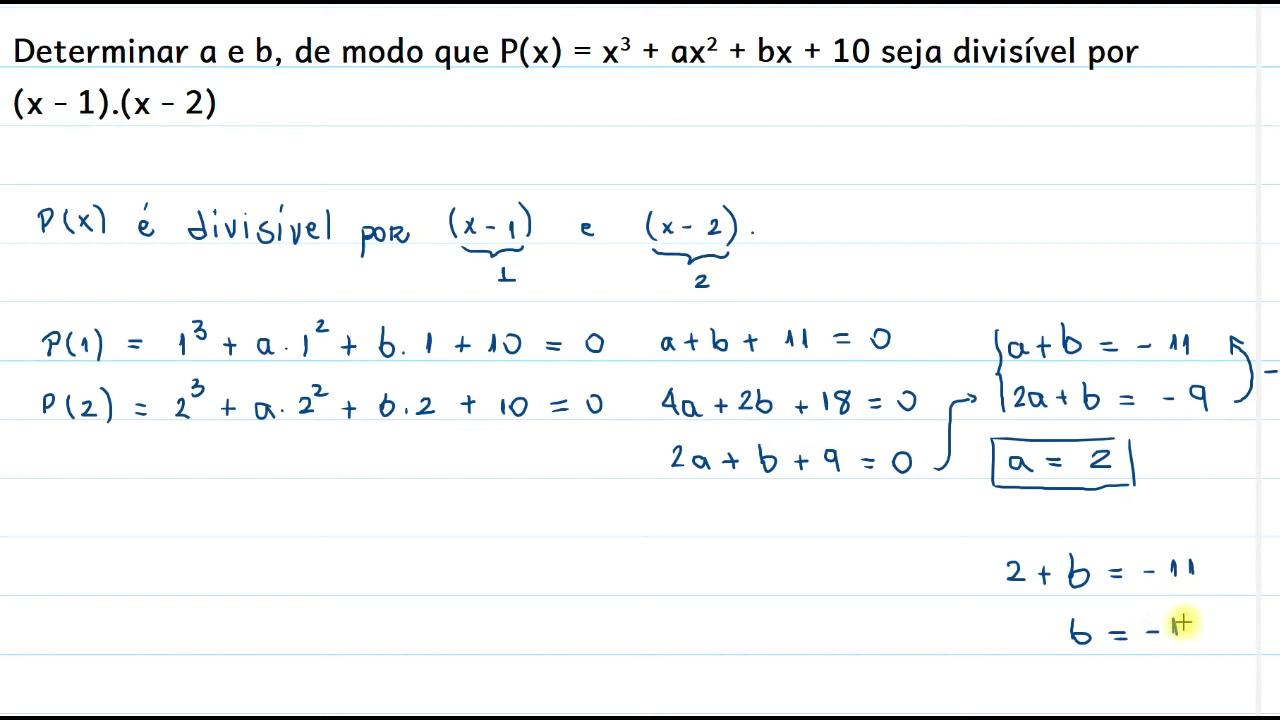 Determinar a e b, de modo que P(x) = x³ + ax² + bx + 10 seja divisível por
(x - 1).(x - 2)
P(x) é divisível por (x - 1) e (x - 2).
1 2
P(1) = 1³ + a . 1² + b . 1 + 10 = 0 a + b + 11 = 0 a + b = - 11
P(2) = 2³ + a . 2² + b . 2 + 10 = 0 4a + 2b + 18 = 0 2a + b = - 9 -
2a + b + 9 = 0 a = 2
2 + b = - 11
b = - 1